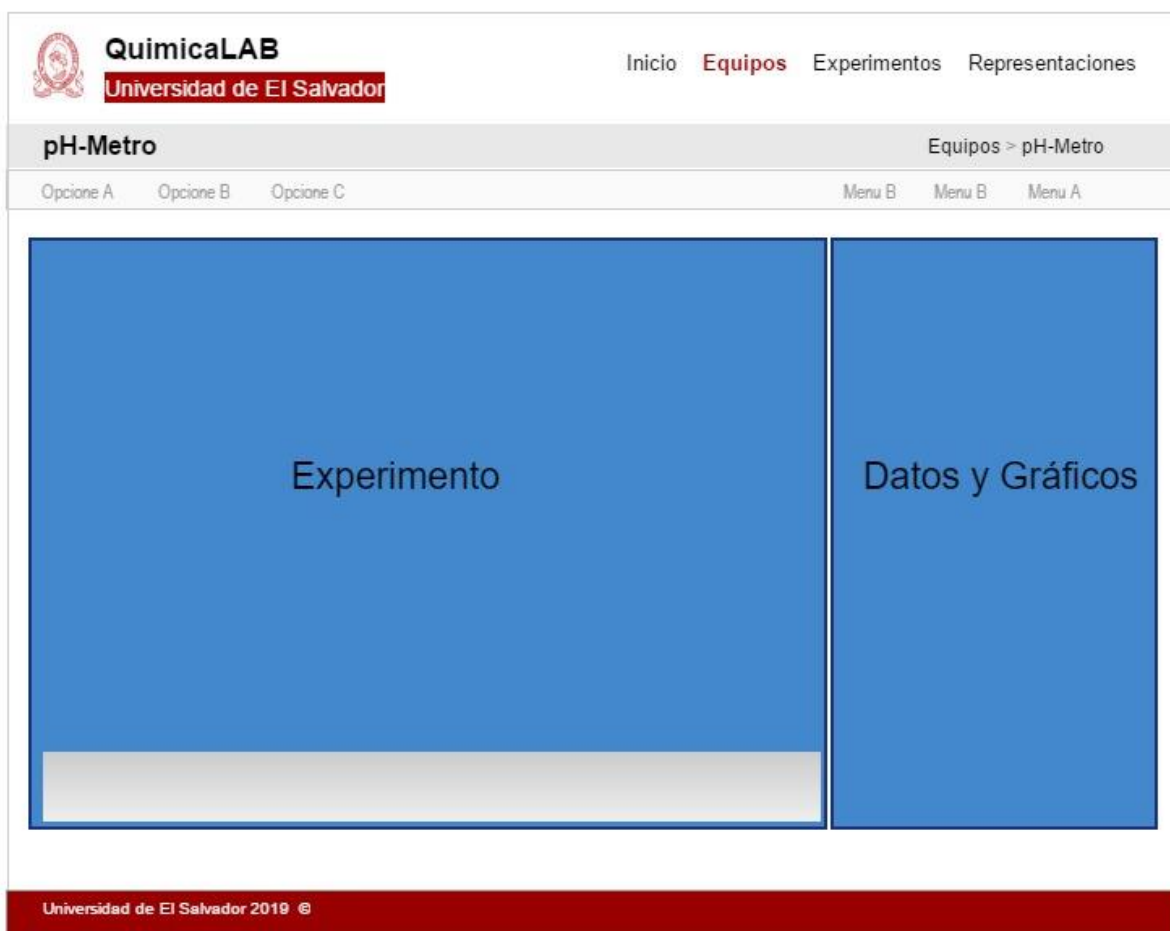 QuimicaLAB
Universidad de El Salvador
Inicio Equipos Experimentos Representaciones
pH-Metro
Equipos > pH-Metro
Opcione A Opcione B Opcione C
Menu B Menu B Menu A
Experimento
Datos y Gráficos
Universidad de El Salvador 2019 ©